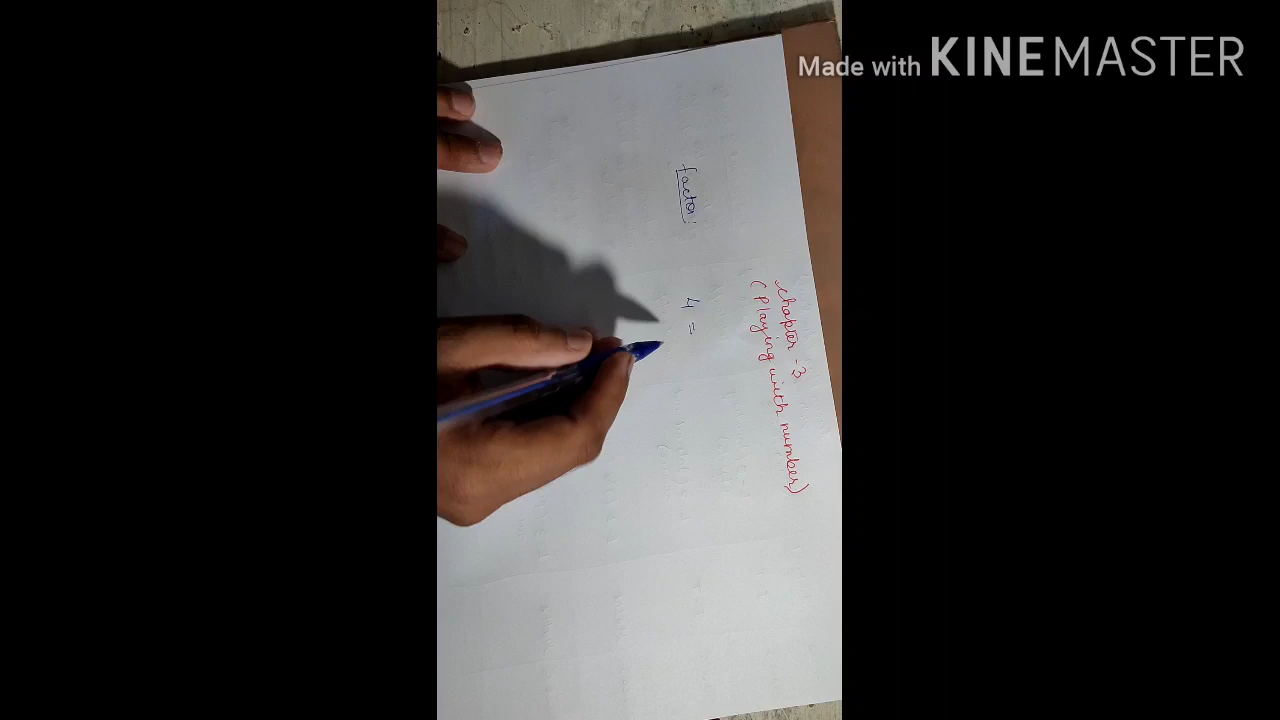 Made with KINEMASTER
Chapter - 3
(Playing with number)
factor:
4 =